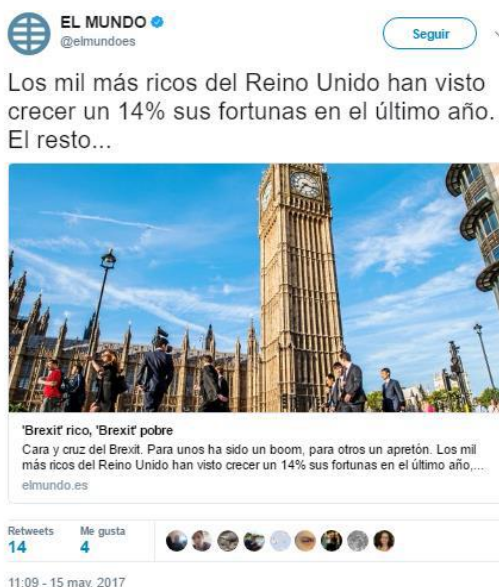 EL MUNDO
@elmundoes
Seguir
Los mil más ricos del Reino Unido han visto
crecer un 14% sus fortunas en el último año.
El resto...
'Brexit' rico, 'Brexit' pobre
Cara y cruz del Brexit. Para unos ha sido un boom, para otros un apretón. Los mil
más ricos del Reino Unido han visto crecer un 14% sus fortunas en el último año,...
elmundo.es
Retweets
14
Me gusta
4
11:09 - 15 may. 2017